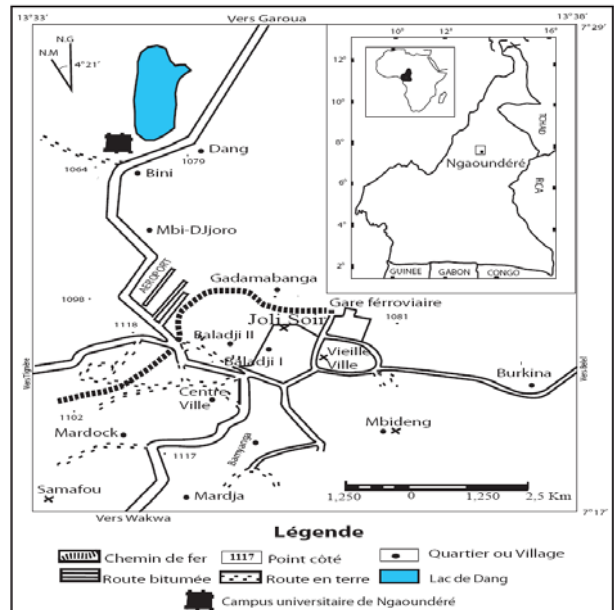 13°33' Vers Garoua 13°36'
7°29'
N.G
N.M 4°21'
10° 12° 14° 16°
12°
10°
8°
6°
4°
2°
TCHAD
RCA
Ngaoundéré
GUINEE GABON CONGO
1064
1079 Dang
Bini
Mbi-DJjoro
AEROPORT
Gadamabanga
Gare férroviaire
1098
1118
Joli Soir
1081
Baladji II
Baladji I
Vieille
Ville
Vers Tignère
Vers Belel
Burkina
Centre
Ville
1102
Mardock
Mbideng
1117
Bamyanga
Samafou
Mardja
1,250 0 1,250 2,5 Km
7°17'
Vers Wakwa
Légende
Chemin de fer 1117 Point côté Quartier ou Village
Route bitumée Route en terre Lac de Dang
Campus universitaire de Ngaoundéré